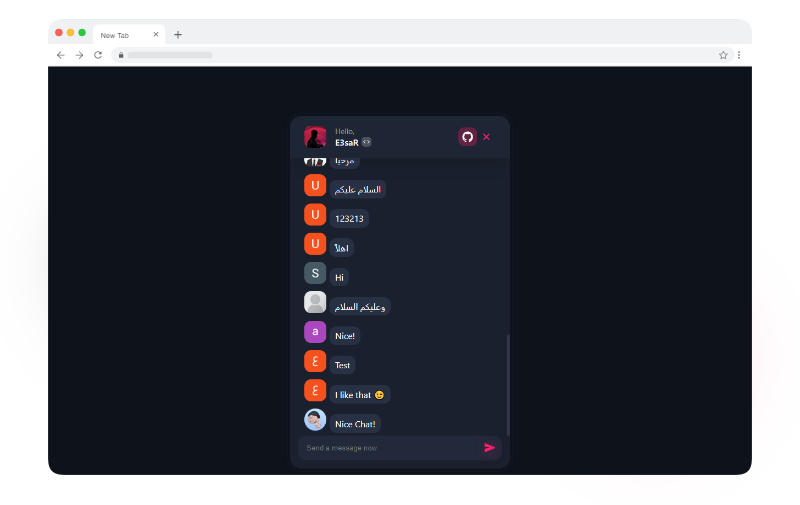 New Tab
Hello,
E3saR
مرحبا
U
السلام عليكم
U
123213
U
اهلاً
S
Hi
وعليكم السلام
a
Nice!
ع
Test
ع
I like that 😉
Nice Chat!
Send a message now